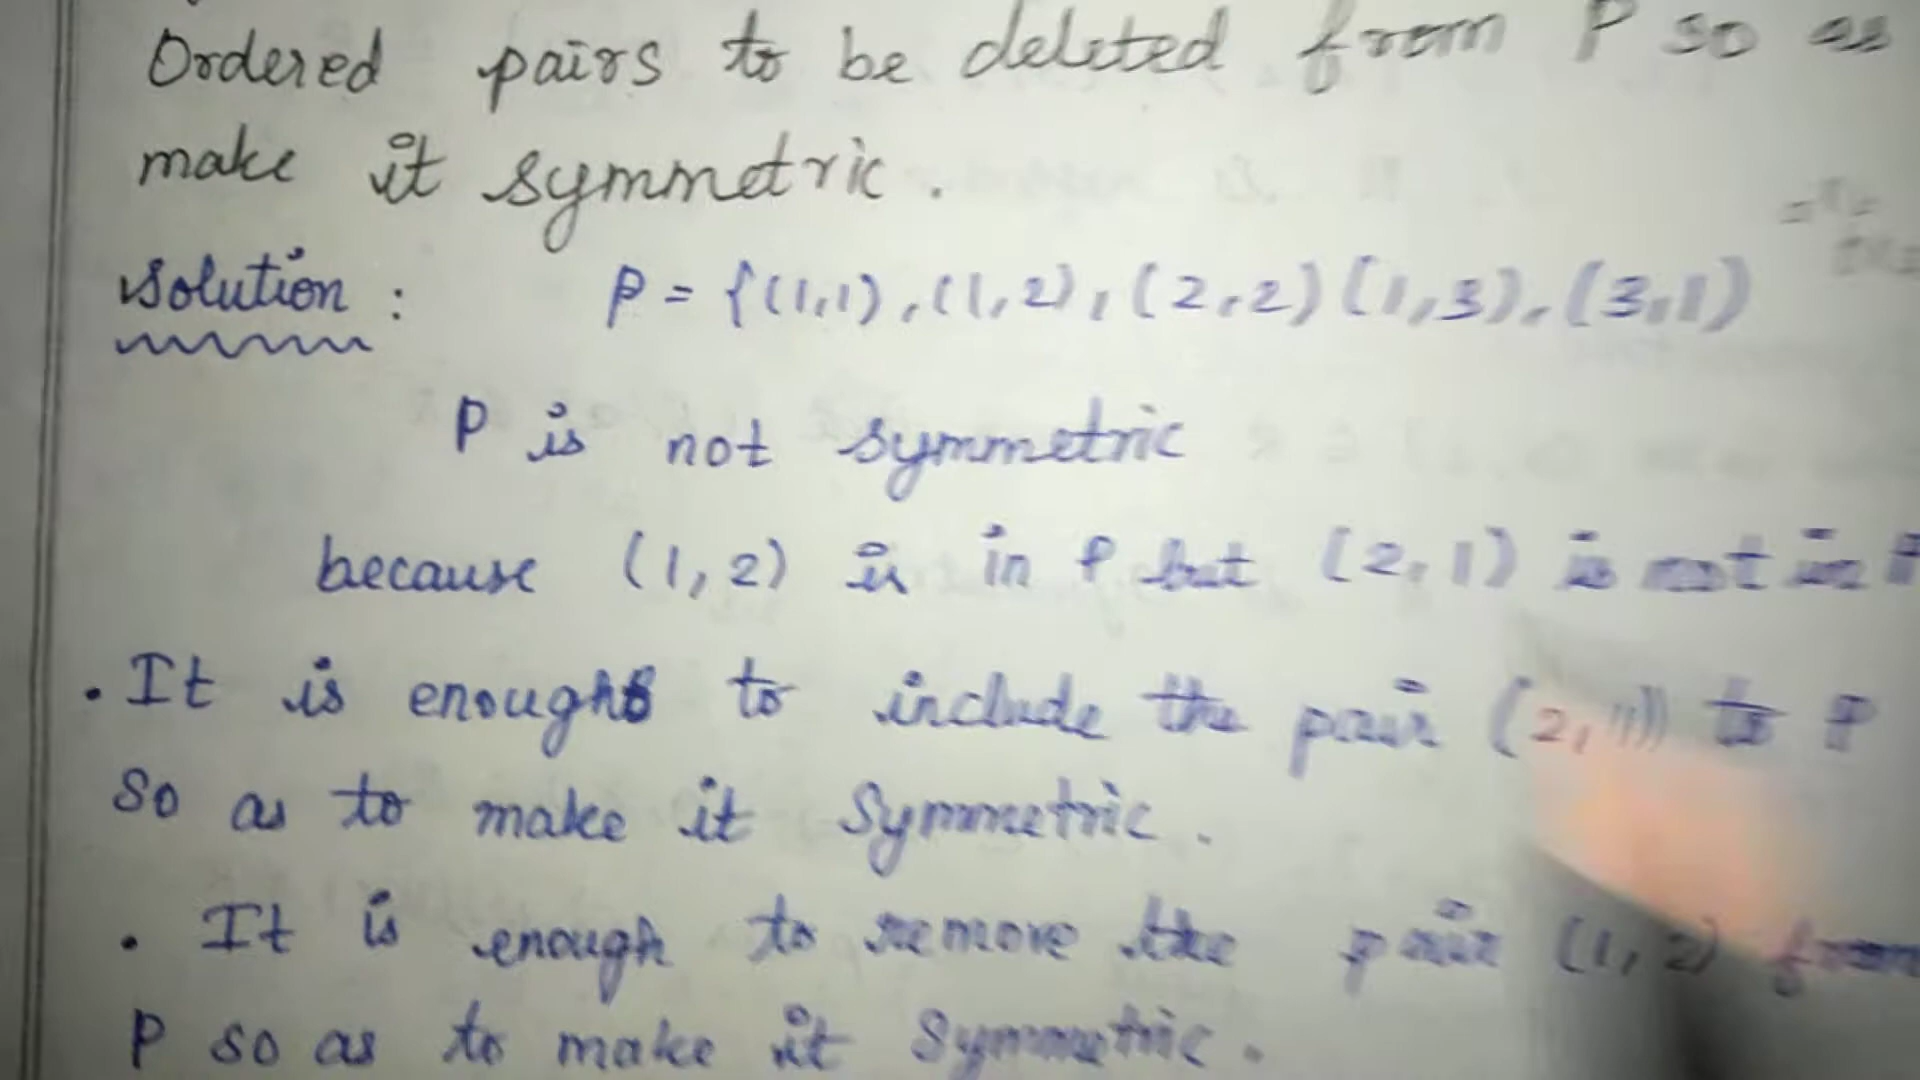 Ordered pairs to be deleted from P so as
make it symmetric.
Solution : P = {(1,1), (1,2), (2,2) (1,3), (3,1)
P is not symmetric
because (1,2) is in P but (2,1) is not in P
. It is enough to include the pair (2,1) to P
so as to make it Symmetric.
. It is enough to remove the pair (1,2) from
P so as to make it Symmetric.